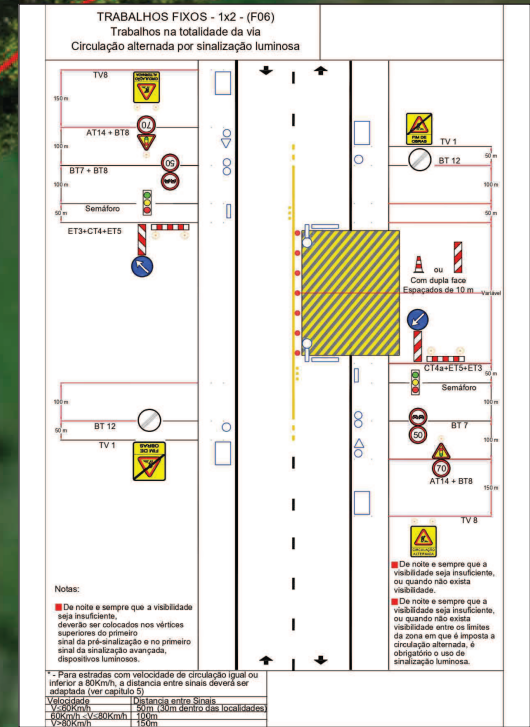 TRABALHOS FIXOS - 1x2 - (F06)
Trabalhos na totalidade da via
Circulação alternada por sinalização luminosa
TV8
CIRCULAÇÃO
ALTERNADA
150 m
70
AT14 + BT8
100 m
50
BT7 + BT8
100 m
Semáforo
50 m
ET3+CT4+ET5
100 m
BT 12
50 m
TV 1
FIM DE
OBRAS
FIM DE
OBRAS
TV 1
50 m
BT 12
100 m
50 m
ou
Com dupla face
Espaçados de 10 m
Variável
CT4a+ET5+ET3
50 m
Semáforo
100 m
BT 7
50
100 m
70
AT14 + BT8
150 m
TV 8
CIRCULAÇÃO
ALTERNADA
Notas:
De noite e sempre que a visibilidade
seja insuficiente,
deverão ser colocados nos vértices
superiores do primeiro
sinal da pré-sinalização e no primeiro
sinal da sinalização avançada,
dispositivos luminosos.
De noite e sempre que a
visibilidade seja insuficiente,
ou quando não exista
visibilidade.
De noite e sempre que a
visibilidade seja insuficiente,
ou quando não exista
visibilidade entre os limites
da zona em que é imposta a
circulação alternada, é
obrigatório o uso de
sinalização luminosa.
* - Para estradas com velocidade de circulação igual ou
inferior a 80Km/h, a distancia entre sinais deverá ser
adaptada (ver capitulo 5)
Velocidade Distancia entre Sinais
V≤60Km/h 50m (30m dentro das localidades)
60Km/h <V≤80Km/h 100m
V>80Km/h 150m